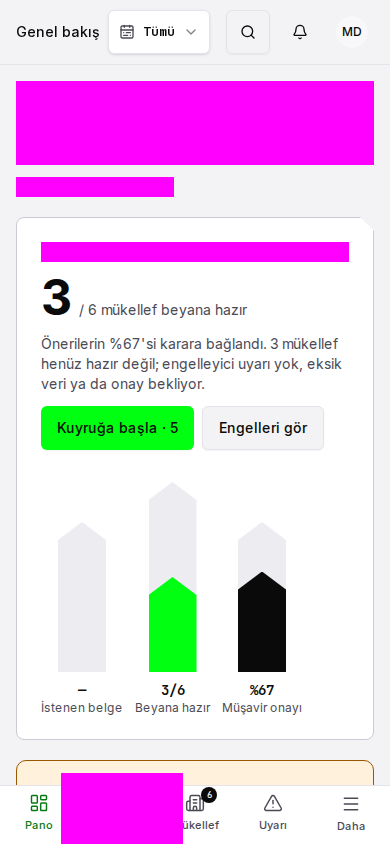 Genel bakış
Tümü
MD
3 / 6 mükellef beyana hazır
Önerilerin %67'si karara bağlandı. 3 mükellef
henüz hazır değil; engelleyici uyarı yok, eksik
veri ya da onay bekliyor.
Kuyruğa başla · 5
Engelleri gör
– 3/6 %67
İstenen belge Beyana hazır Müşavir onayı
6
Pano Uyarı Daha